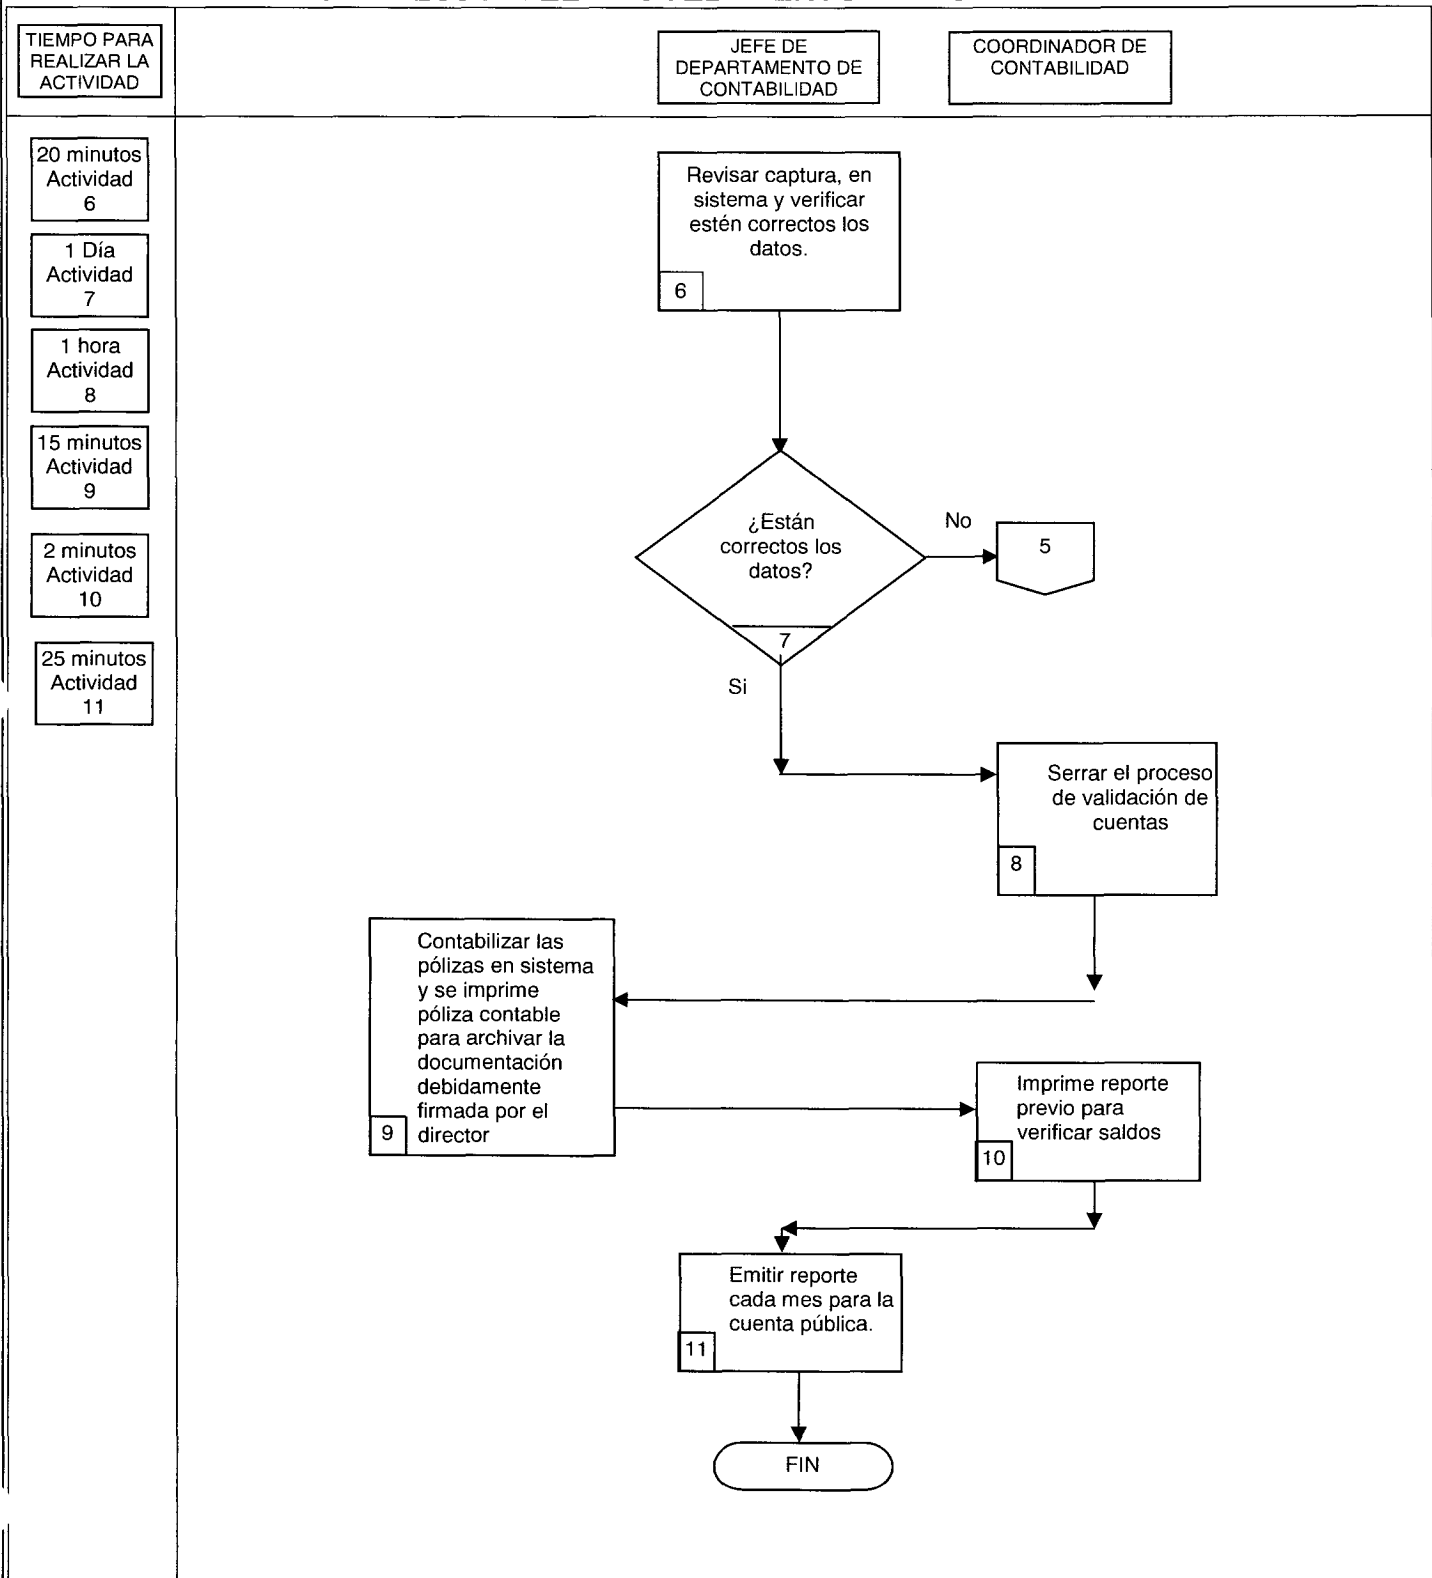 TIEMPO PARA
REALIZAR LA
ACTIVIDAD
JEFE DE
DEPARTAMENTO DE
CONTABILIDAD
COORDINADOR DE
CONTABILIDAD
20 minutos
Actividad
6
1 Día
Actividad
7
1 hora
Actividad
8
15 minutos
Actividad
9
2 minutos
Actividad
10
25 minutos
Actividad
11
Revisar captura, en
sistema y verificar
estén correctos los
datos.
6
¿Están
correctos los
datos?
7
No
5
Si
Serrar el proceso
de validación de
cuentas
8
Contabilizar las
pólizas en sistema
y se imprime
póliza contable
para archivar la
documentación
debidamente
firmada por el
director
9
Imprime reporte
previo para
verificar saldos
10
Emitir reporte
cada mes para la
cuenta pública.
11
FIN